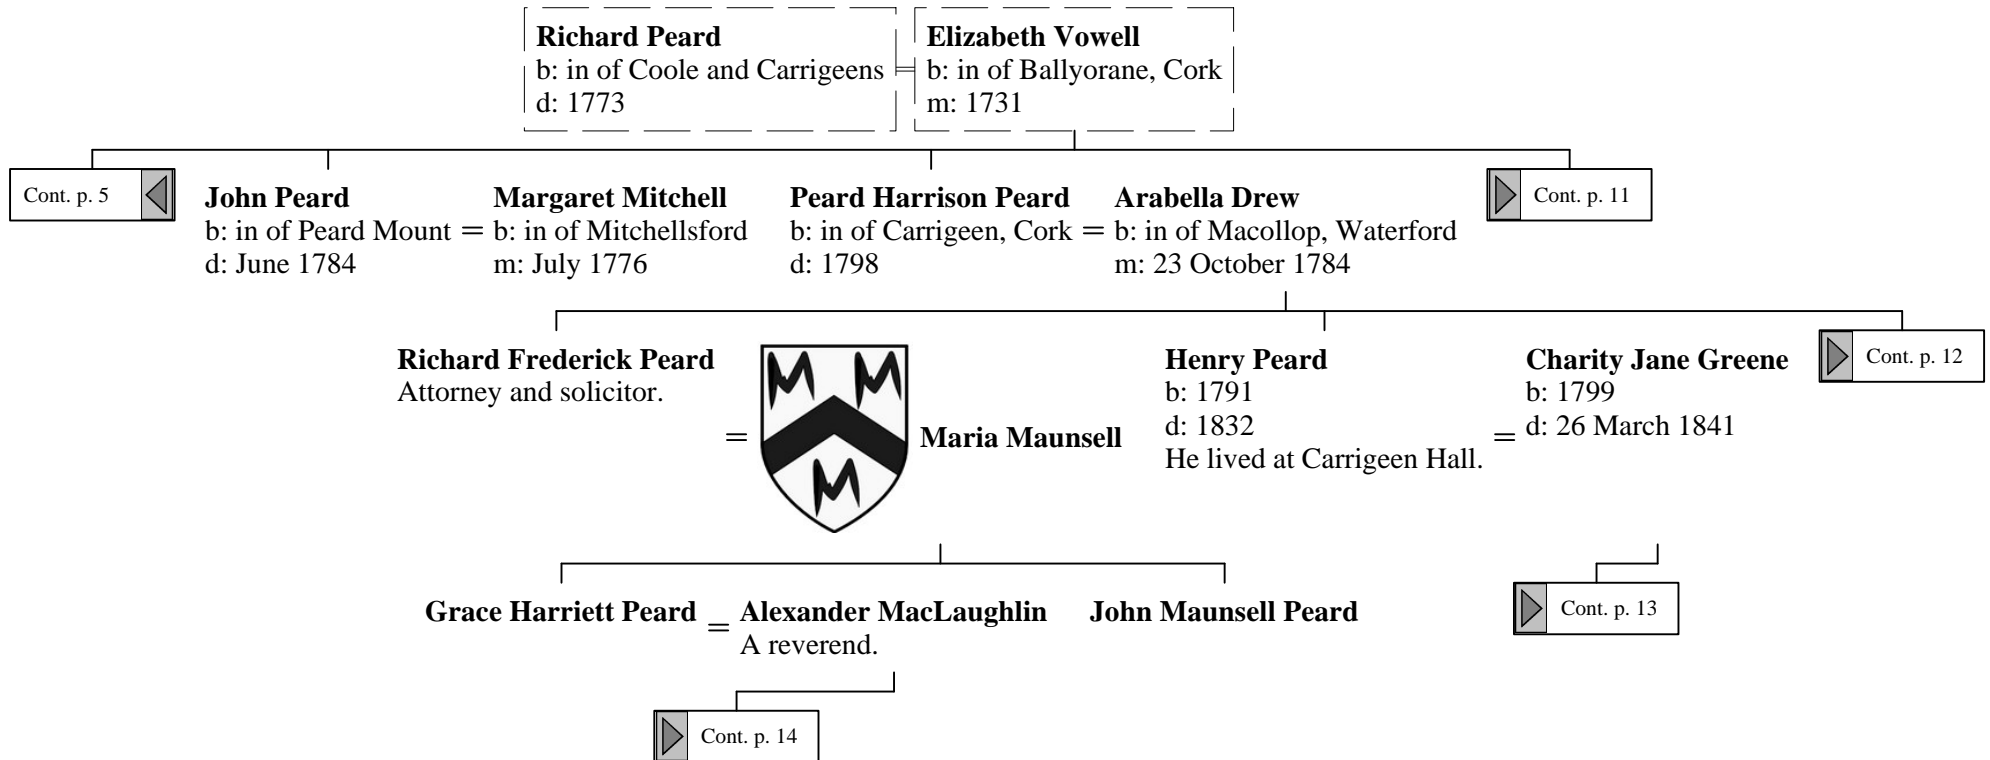 Richard Peard
b: in of Coole and Carrigeens
d: 1773
=
Elizabeth Vowell
b: in of Ballyorane, Cork
m: 1731
Cont. p. 5
John Peard
b: in of Peard Mount
d: June 1784
=
Margaret Mitchell
b: in of Mitchellsford
m: July 1776
Peard Harrison Peard
b: in of Carrigeen, Cork
d: 1798
=
Arabella Drew
b: in of Macollop, Waterford
m: 23 October 1784
Cont. p. 11
Richard Frederick Peard
Attorney and solicitor.
=
Maria Maunsell
Henry Peard
b: 1791
d: 1832
He lived at Carrigeen Hall.
=
Charity Jane Greene
b: 1799
d: 26 March 1841
Cont. p. 12
Grace Harriett Peard
=
Alexander MacLaughlin
A reverend.
John Maunsell Peard
Cont. p. 13
Cont. p. 14